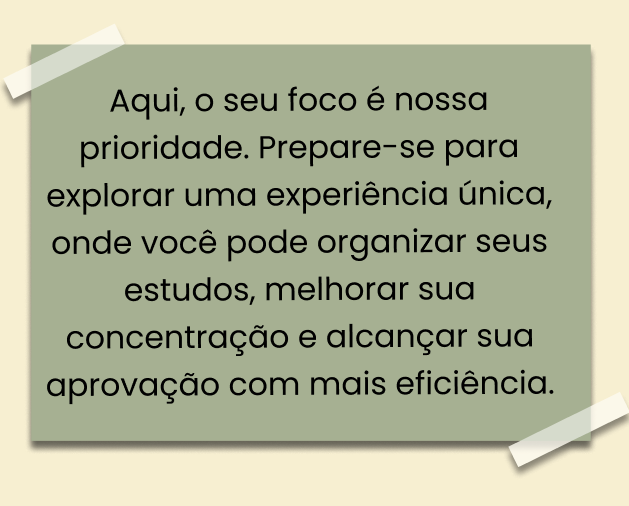 Aqui, o seu foco é nossa
prioridade. Prepare-se para
explorar uma experiência única,
onde você pode organizar seus
estudos, melhorar sua
concentração e alcançar sua
aprovação com mais eficiência.